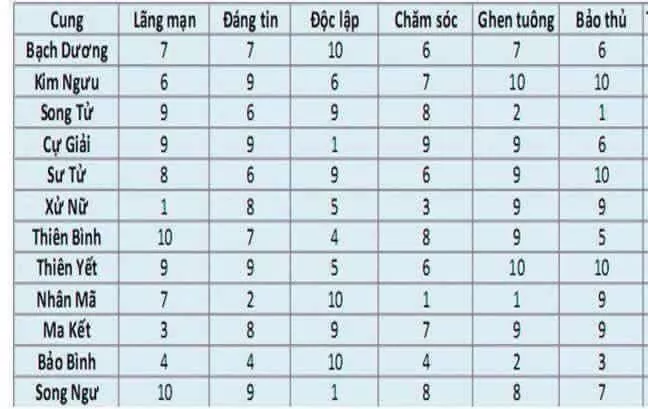 Cung Lãng mạn Đáng tin Độc lập Chăm sóc Ghen tuông Bảo thủ
Bạch Dương 7 7 10 6 7 6
Kim Ngưu 6 9 6 7 10 10
Song Tử 9 6 9 8 2 1
Cự Giải 9 9 1 9 9 6
Sư Tử 8 6 9 6 9 10
Xử Nữ 1 8 5 3 9 9
Thiên Bình 10 7 4 8 9 5
Thiên Yết 9 9 5 6 10 10
Nhân Mã 7 2 10 1 1 9
Ma Kết 3 8 9 7 9 9
Bảo Bình 4 4 10 4 2 3
Song Ngư 10 9 1 8 8 7